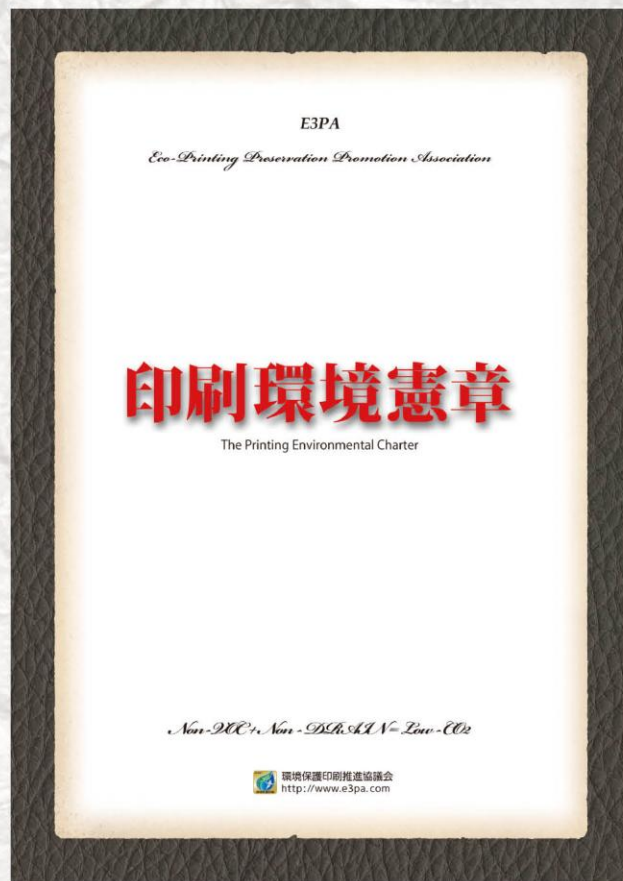 E3PA
Eco-Printing Preservation Promotion Association
印刷環境憲章
The Printing Environmental Charter
Non-VOC+Non-DRAIN=Low-CO2
環境保護印刷推進協議会
http://www.e3pa.com